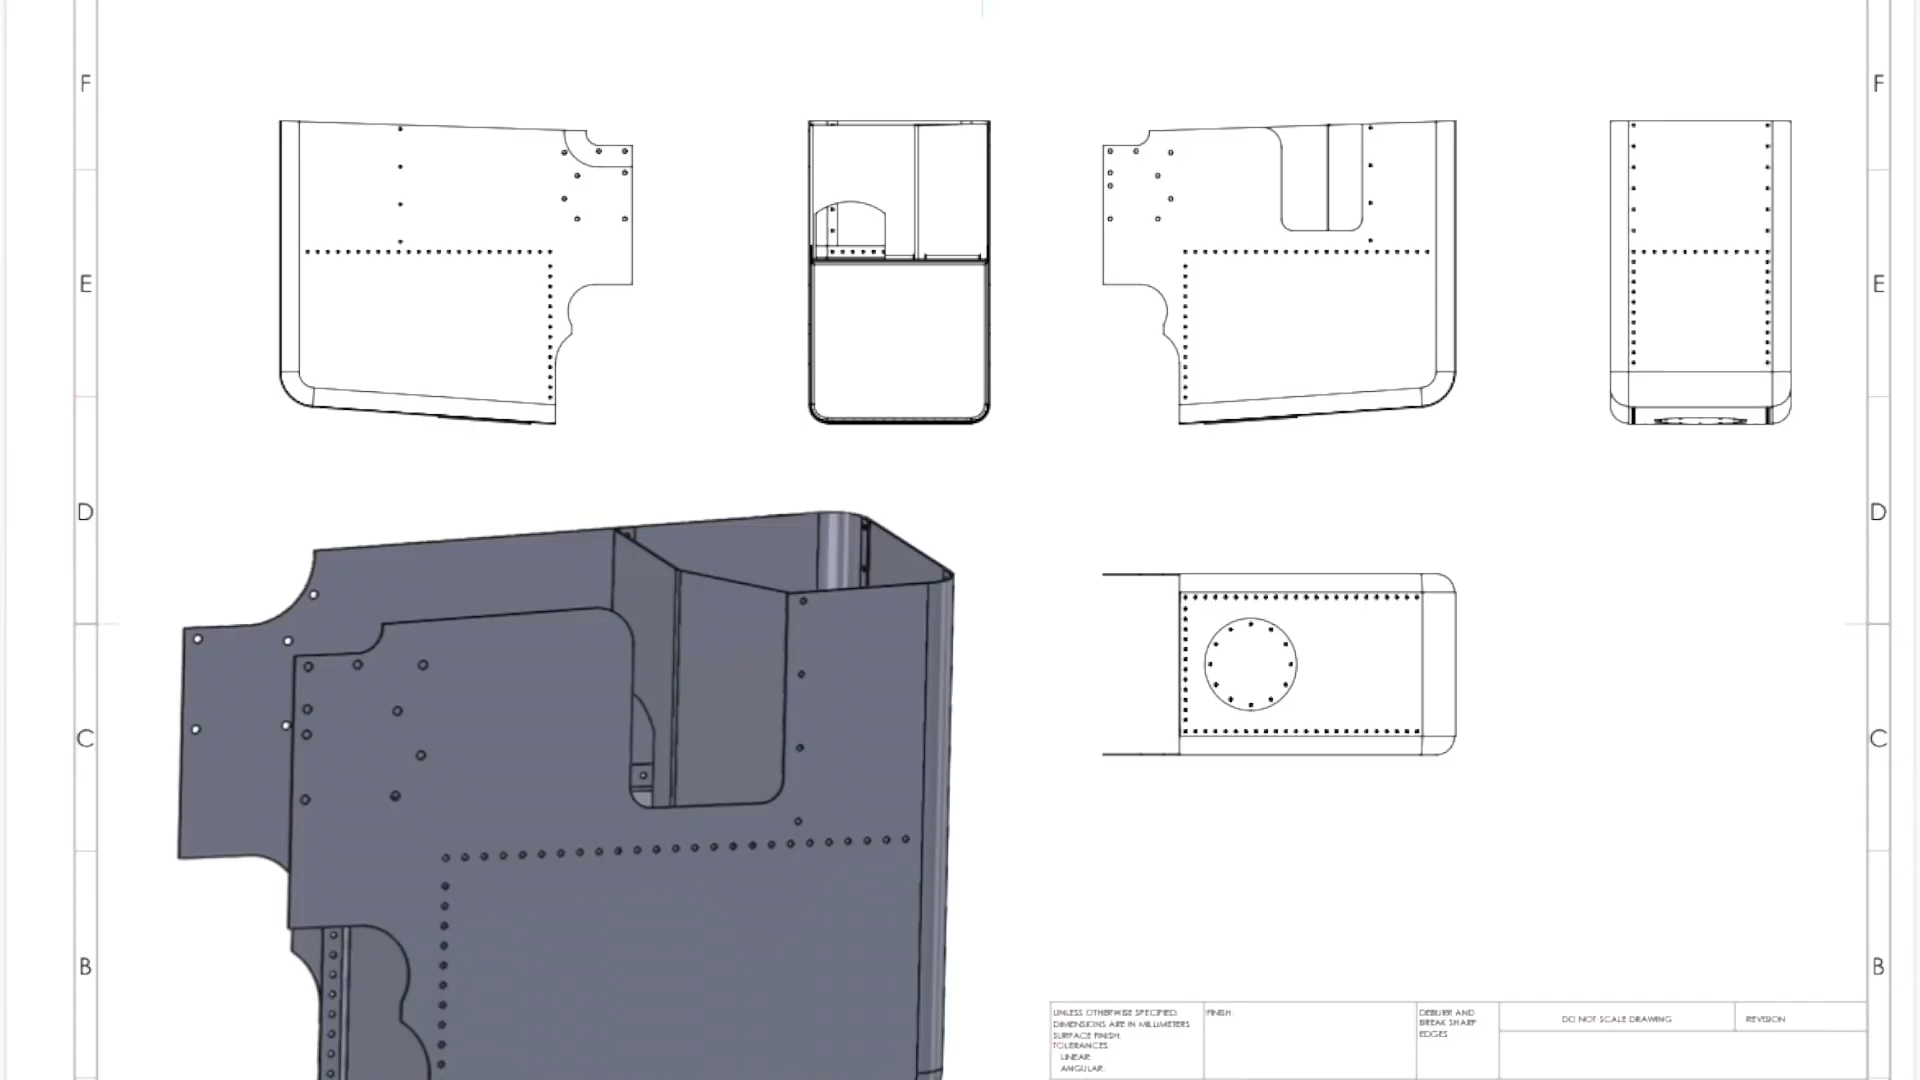 F
F
E
E
D
D
C
C
B
B
UNLESS OTHERWISE SPECIFIED:
DIMENSIONS ARE IN MILLIMETERS
SURFACE FINISH:
TOLERANCES:
LINEAR:
ANGULAR:
FINISH:
DEBURR AND
BREAK SHARP
EDGES
DO NOT SCALE DRAWING
REVISION